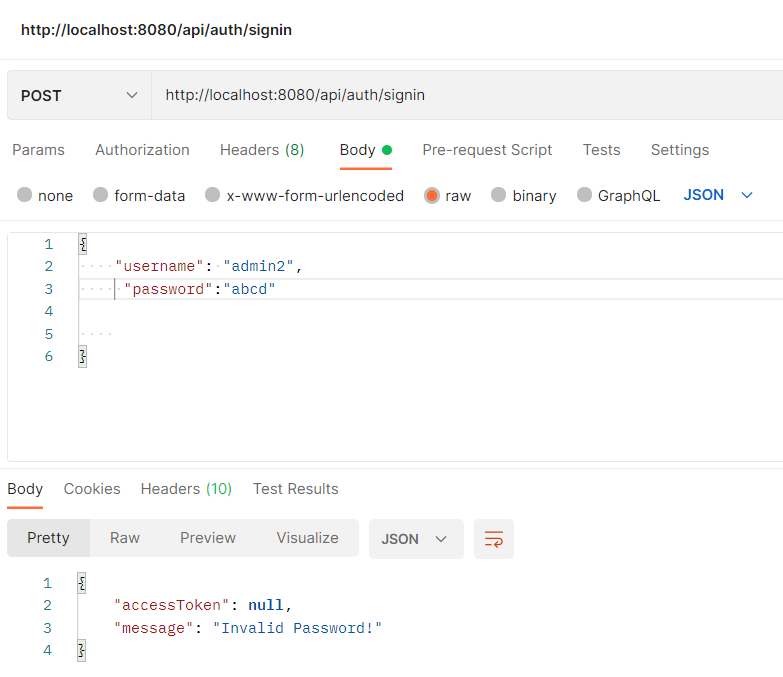 http://localhost:8080/api/auth/signin
POST http://localhost:8080/api/auth/signin
Params Authorization Headers (8) Body Pre-request Script Tests Settings
none form-data x-www-form-urlencoded raw binary GraphQL JSON
1 {
2 "username": "admin2",
3 "password":"abcd"
4
5
6 }
Body Cookies Headers (10) Test Results
Pretty Raw Preview Visualize JSON
1 {
2 "accessToken": null,
3 "message": "Invalid Password!"
4 }